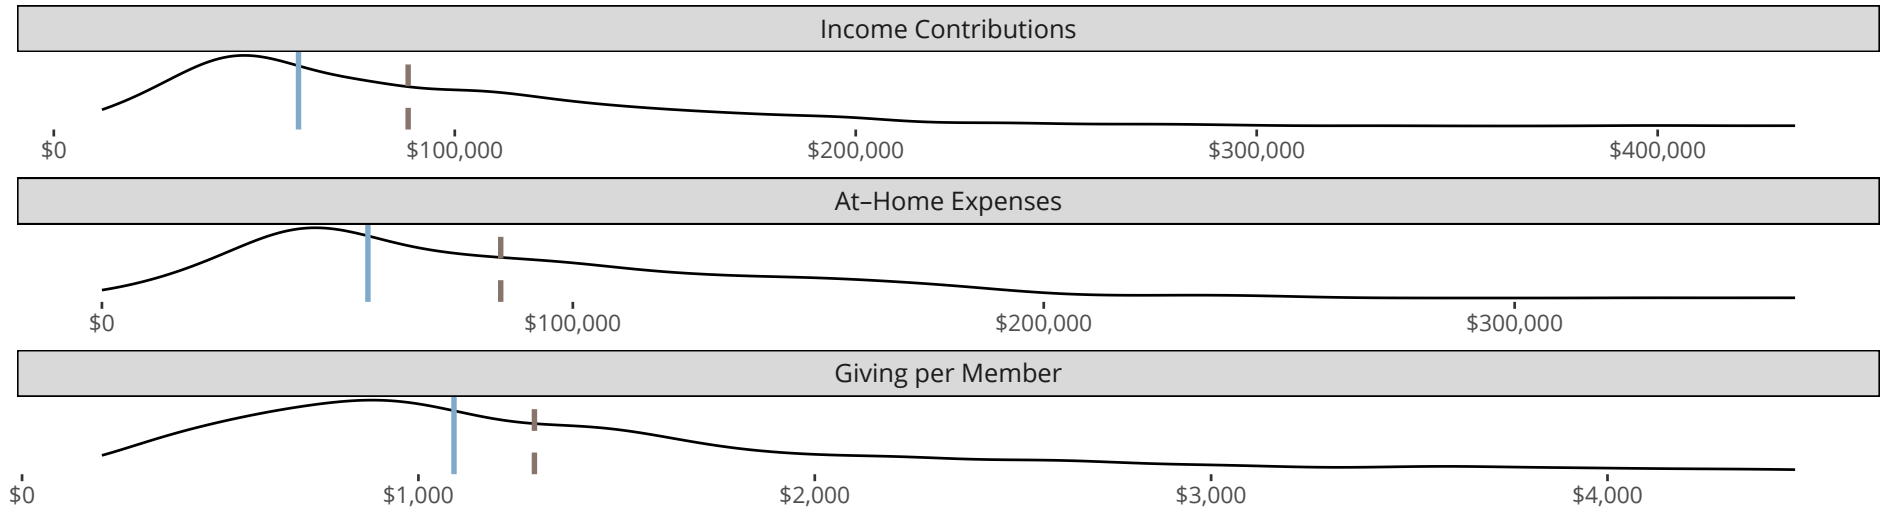 Income Contributions
$0 $100,000 $200,000 $300,000 $400,000
At–Home Expenses
$0 $100,000 $200,000 $300,000
Giving per Member
$0 $1,000 $2,000 $3,000 $4,000